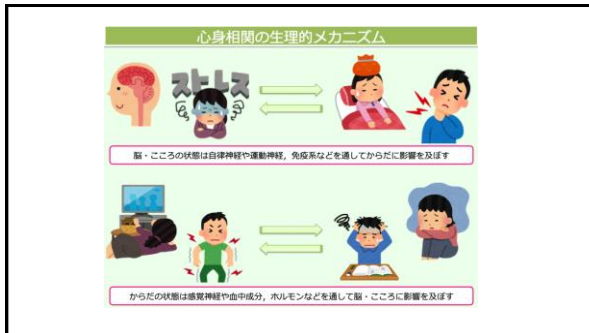 心身相関の生理的メカニズム
ストレス
脳・こころの状態は自律神経や運動神経，免疫系などを通してからだに影響を及ぼす
からだの状態は感覚神経や血中成分，ホルモンなどを通して脳・こころに影響を及ぼす